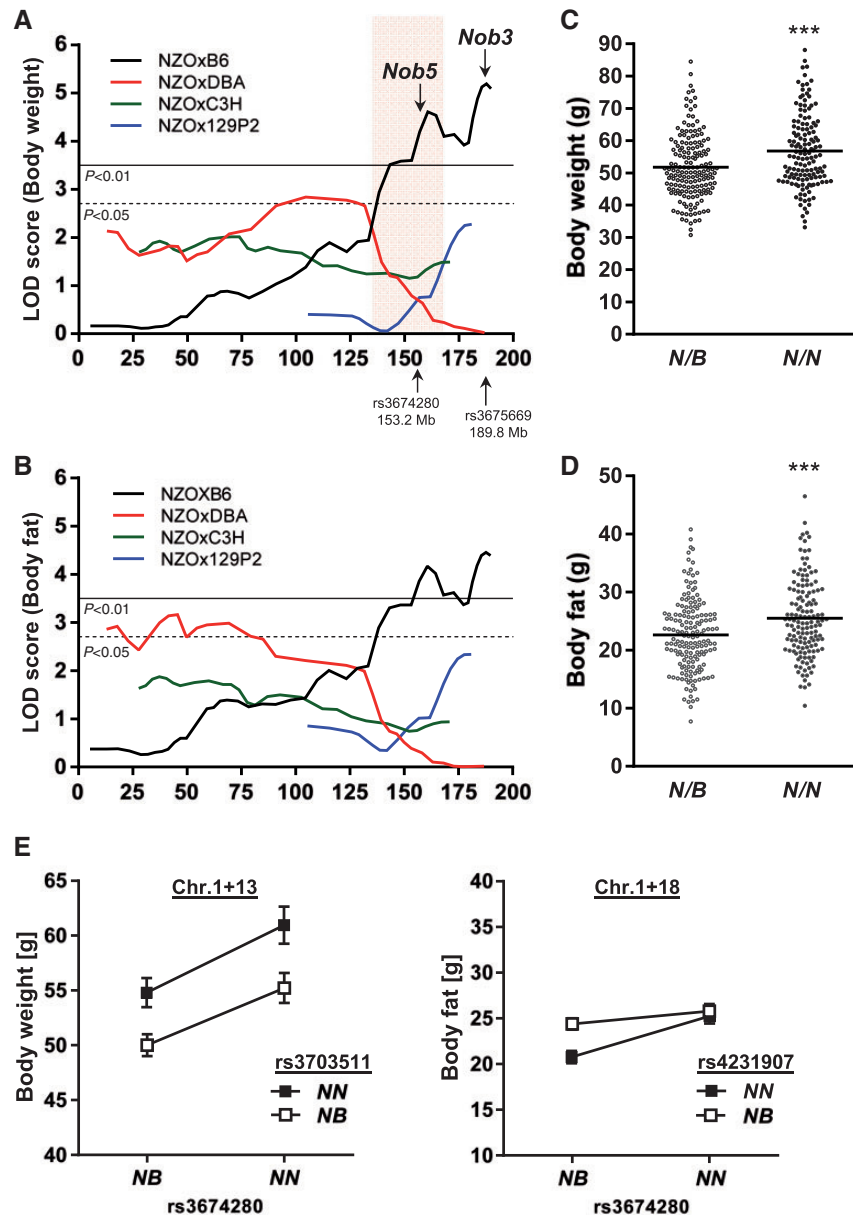 A
LOD score (Body weight)
6
5
4
3
2
1
0
NZOxB6
NZOxDBA
NZOxC3H
NZOx129P2
Nob5
Nob3
P<0.01
P<0.05
0 25 50 75 100 125 150 175 200
rs3674280
153.2 Mb
rs3675669
189.8 Mb
C
Body weight (g)
90
80
70
60
50
40
30
20
10
0
***
N/B N/N
B
LOD score (Body fat)
6
5
4
3
2
1
0
NZOXB6
NZOxDBA
NZOxC3H
NZOx129P2
P<0.01
P<0.05
0 25 50 75 100 125 150 175 200
D
Body fat (g)
50
40
30
20
10
0
***
N/B N/N
E
Body weight [g]
65
60
55
50
45
40
Chr.1+13
rs3703511
NN
NB
NB NN
rs3674280
Body fat [g]
40
35
30
25
20
15
10
Chr.1+18
rs4231907
NN
NB
NB NN
rs3674280